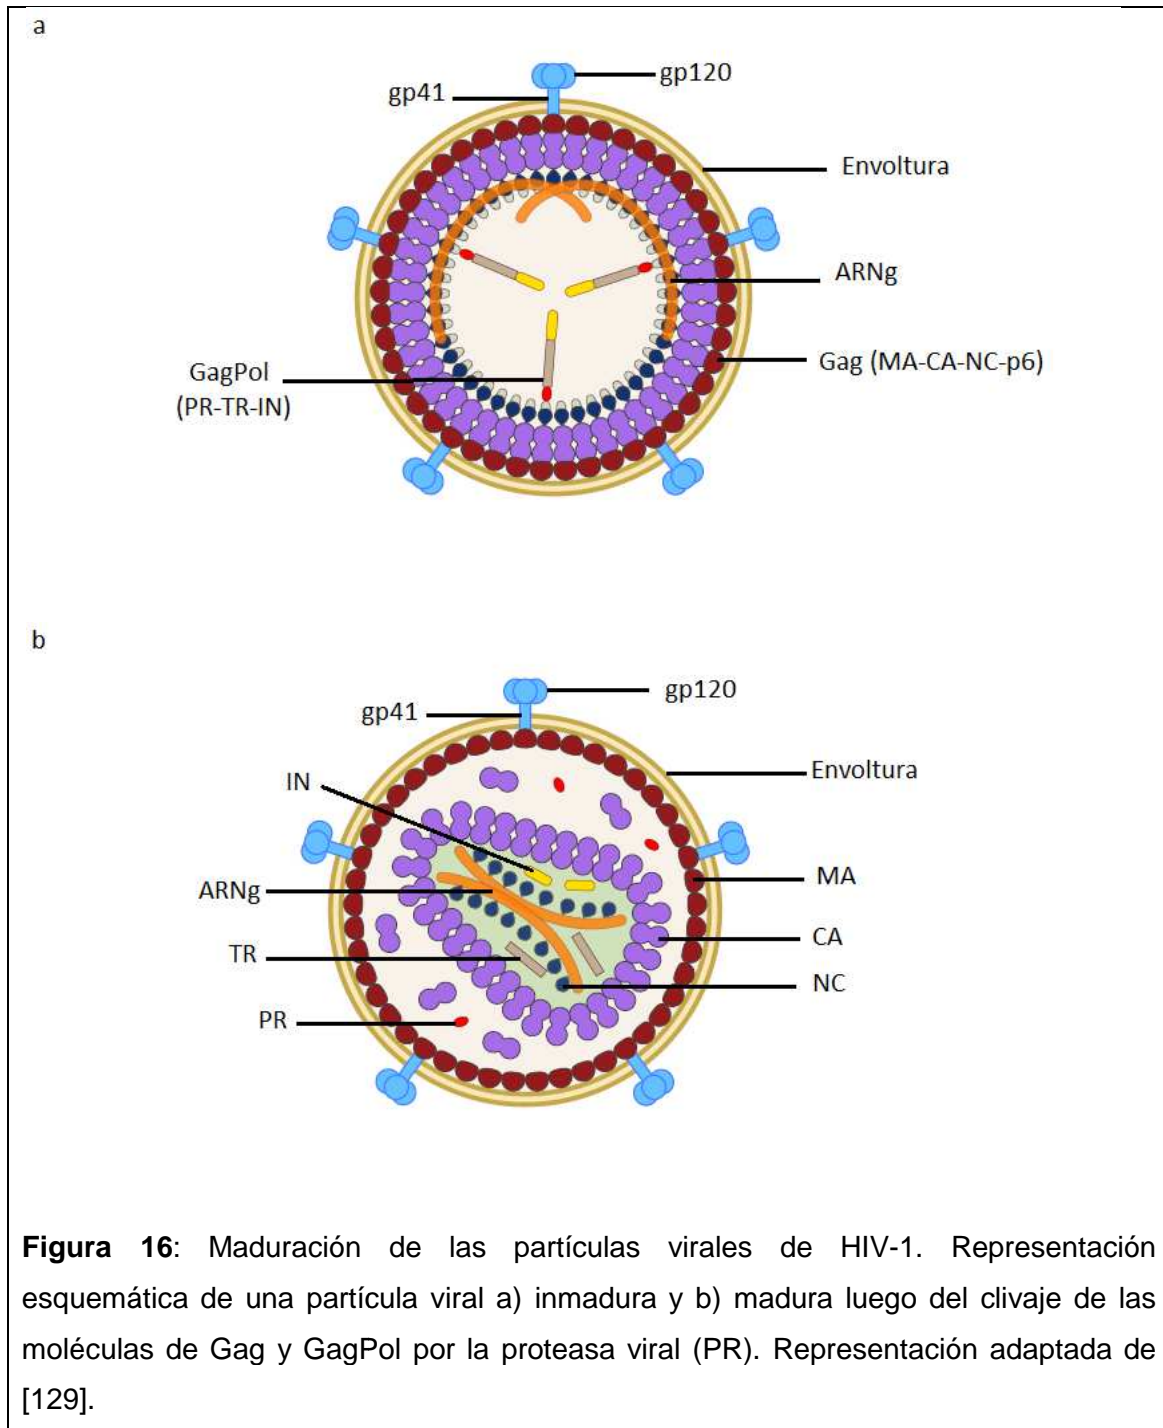 a
gp120
gp41
Envoltura
ARNg
Gag (MA-CA-NC-p6)
GagPol
(PR-TR-IN)
b
gp120
gp41
Envoltura
IN
MA
ARNg
CA
TR
NC
PR
Figura 16: Maduración de las partículas virales de HIV-1. Representación
esquemática de una partícula viral a) inmadura y b) madura luego del clivaje de las
moléculas de Gag y GagPol por la proteasa viral (PR). Representación adaptada de
[129].